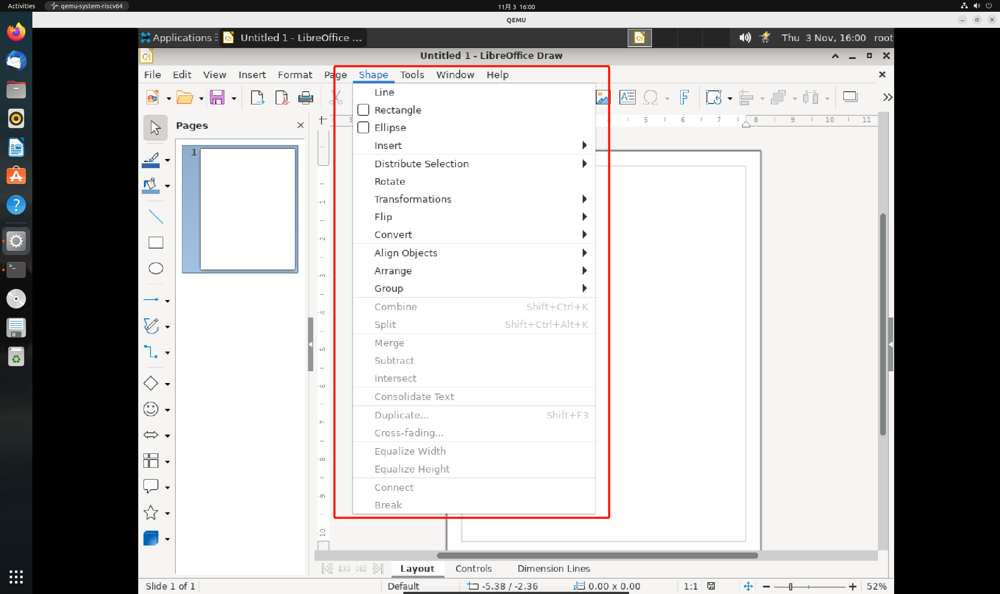 Activities qemu-system-riscv64 11月 3 16:00
QEMU
Applications Untitled 1 - LibreOffice ... Thu 3 Nov, 16:00 root
Untitled 1 - LibreOffice Draw
File Edit View Insert Format Page Shape Tools Window Help
Line
Rectangle
Ellipse
Insert
Distribute Selection
Rotate
Transformations
Flip
Convert
Align Objects
Arrange
Group
Combine Shift+Ctrl+K
Split Shift+Ctrl+Alt+K
Merge
Subtract
Intersect
Consolidate Text
Duplicate... Shift+F3
Cross-fading...
Equalize Width
Equalize Height
Connect
Break
Pages
1
3 5 6 7 8 9 10 11
1
2
3
4
5
6
7
8
9
10
Layout Controls Dimension Lines
Slide 1 of 1 Default -5.38 / -2.36 0.00 x 0.00 1:1 52%